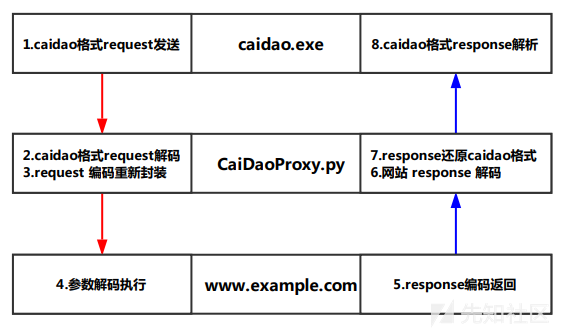 1.caidao格式request发送
caidao.exe
8.caidao格式response解析
2.caidao格式request解码
3.request 编码重新封装
CaiDaoProxy.py
7.response还原caidao格式
6.网站 response 解码
4.参数解码执行
www.example.com
5.response编码返回
先知社区